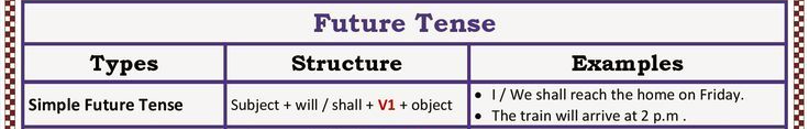 Future Tense
Types Structure Examples
Simple Future Tense Subject + will / shall + V1 + object
• I / We shall reach the home on Friday.
• The train will arrive at 2 p.m .